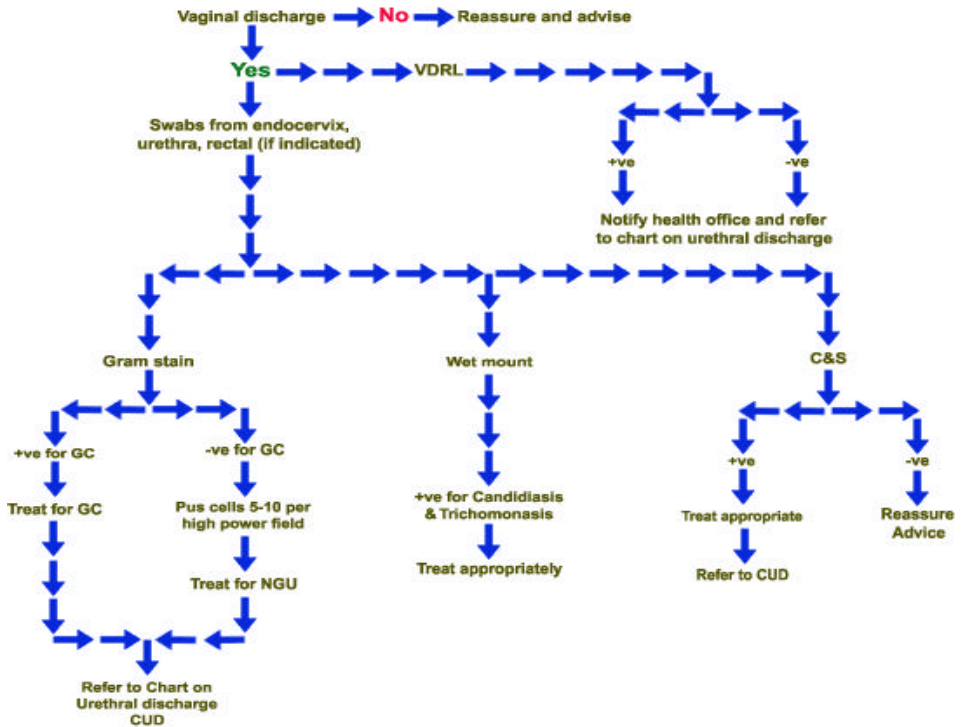 Vaginal discharge
No
Reassure and advise
Yes
VDRL
Swabs from endocervix,
urethra, rectal (if indicated)
+ve
-ve
Notify health office and refer
to chart on urethral discharge
Gram stain
Wet mount
C&S
+ve for GC
-ve for GC
Treat for GC
Pus cells 5-10 per
high power field
Treat for NGU
Refer to Chart on
Urethral discharge
CUD
+ve for Candidiasis
& Trichomonasis
Treat appropriately
+ve
-ve
Treat appropriate
Reassure
Advice
Refer to CUD